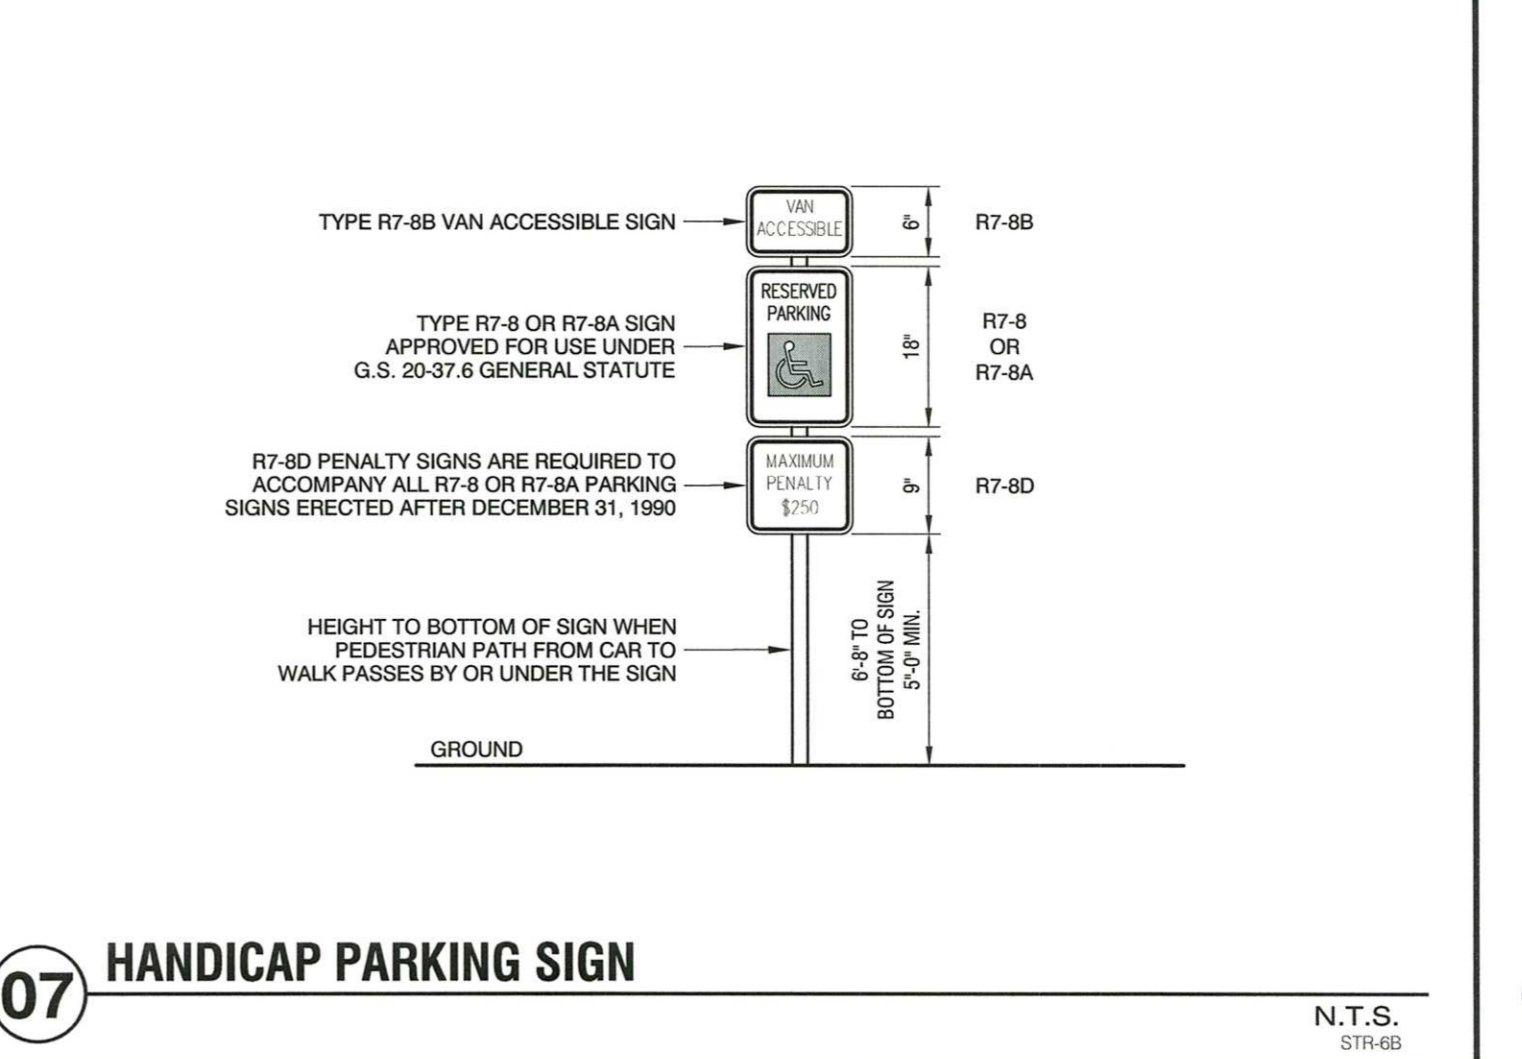 TYPE R7-8B VAN ACCESSIBLE SIGN
VAN
ACCESSIBLE
6"
R7-8B
TYPE R7-8 OR R7-8A SIGN
APPROVED FOR USE UNDER
G.S. 20-37.6 GENERAL STATUTE
RESERVED
PARKING
18"
R7-8
OR
R7-8A
R7-8D PENALTY SIGNS ARE REQUIRED TO
ACCOMPANY ALL R7-8 OR R7-8A PARKING
SIGNS ERECTED AFTER DECEMBER 31, 1990
MAXIMUM
PENALTY
$250
9"
R7-8D
HEIGHT TO BOTTOM OF SIGN WHEN
PEDESTRIAN PATH FROM CAR TO
WALK PASSES BY OR UNDER THE SIGN
6'-8" TO
BOTTOM OF SIGN
5"-0" MIN.
GROUND
07
HANDICAP PARKING SIGN
N.T.S.
STR-6B